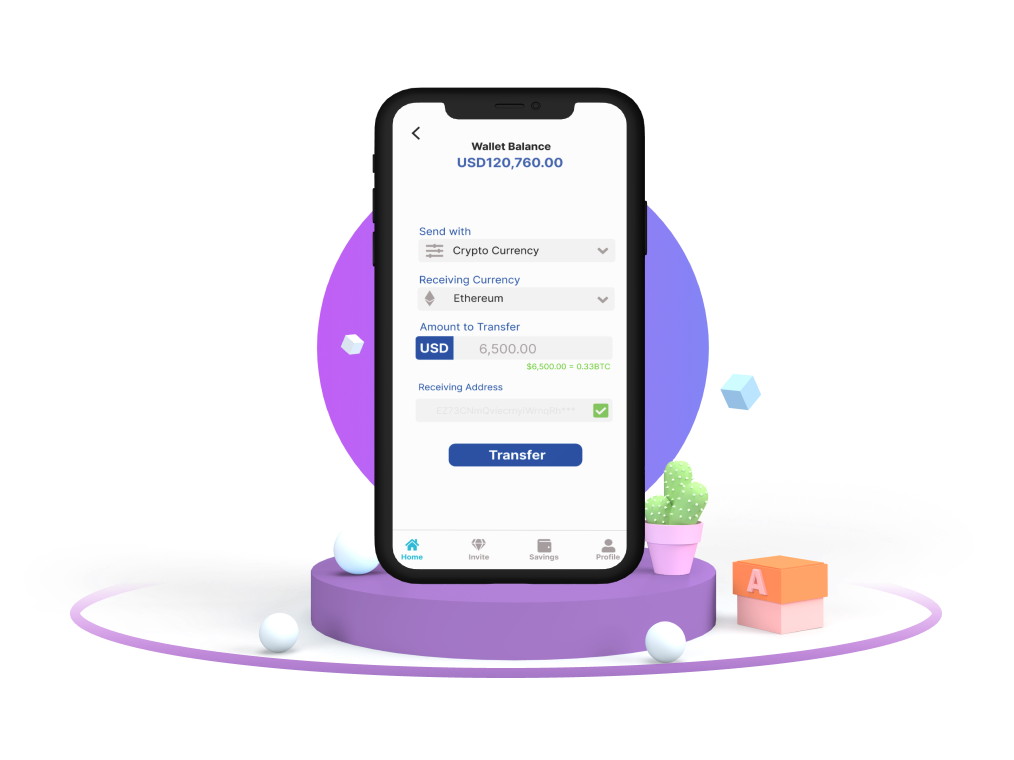 Wallet Balance
USD120,760.00
Send with
Crypto Currency
Receiving Currency
Ethereum
Amount to Transfer
USD 6,500.00
$6,500.00 = 0.33BTC
Receiving Address
Transfer
Home Invite Savings Profile
A